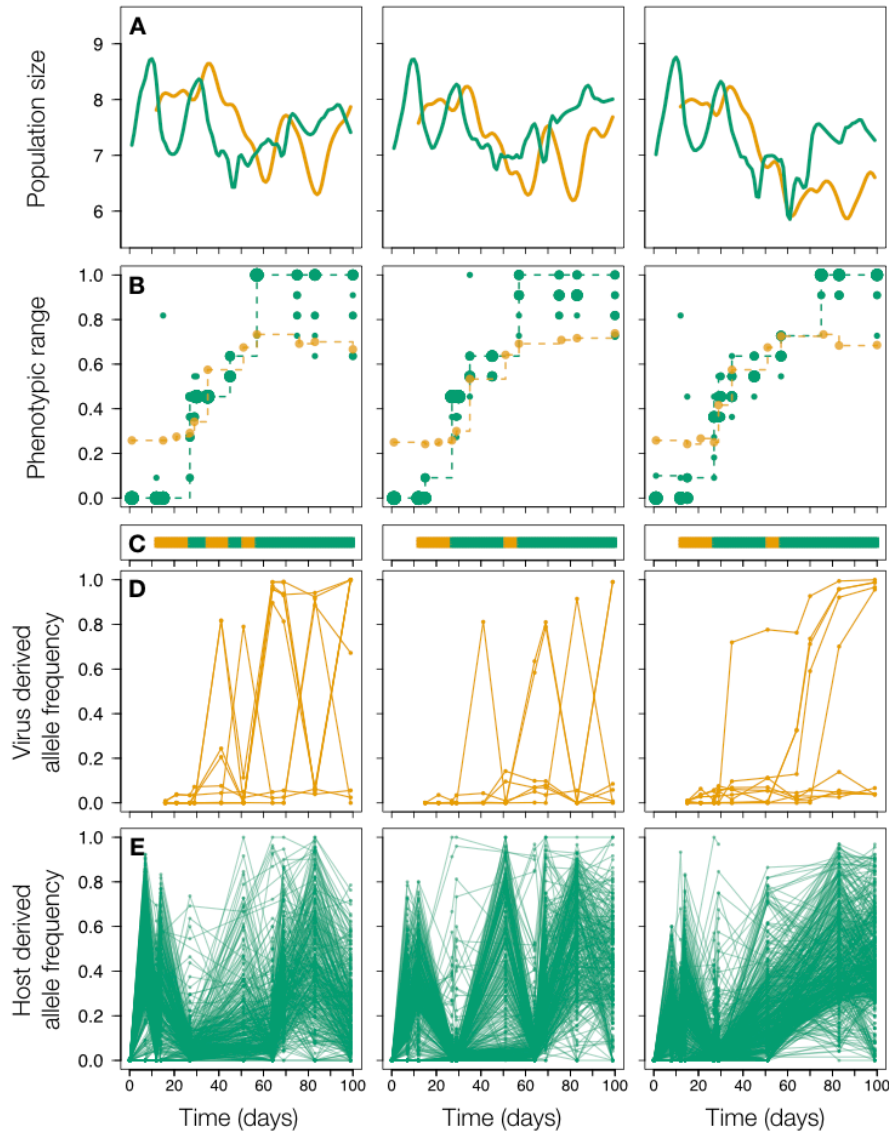 A
Population size
9
8
7
6
B
Phenotypic range
1.0
0.8
0.6
0.4
0.2
0.0
C
D
Virus derived
allele frequency
1.0
0.8
0.6
0.4
0.2
0.0
E
Host derived
allele frequency
1.0
0.8
0.6
0.4
0.2
0.0
0 20 40 60 80 100
0 20 40 60 80 100
0 20 40 60 80 100
Time (days)
Time (days)
Time (days)